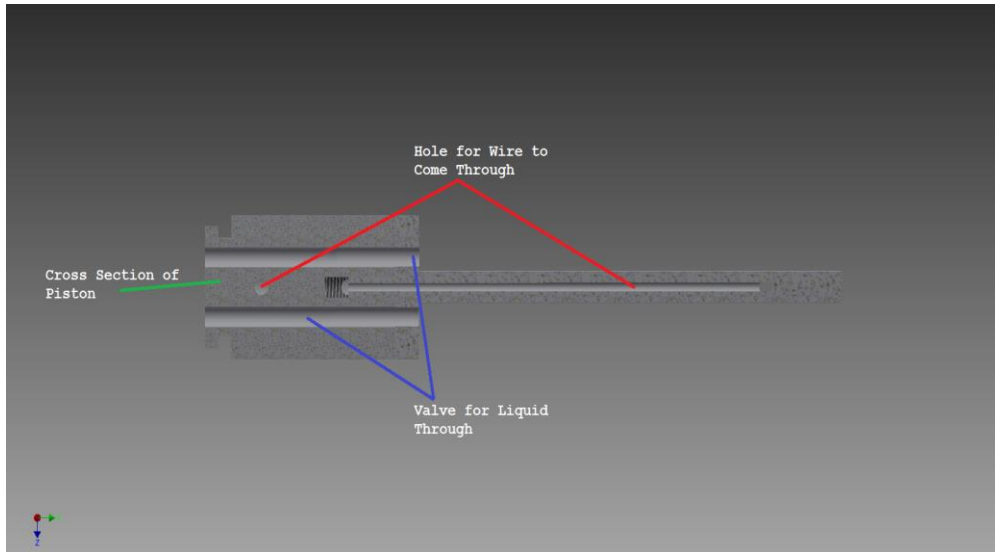 Hole for Wire to
Come Through
Cross Section of
Piston
Valve for Liquid
Through
Z